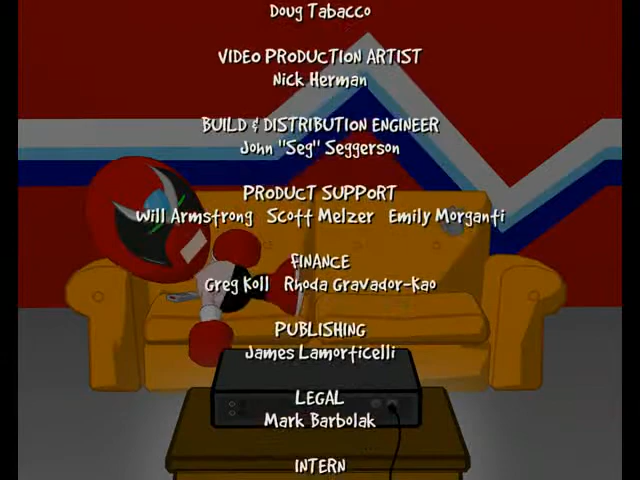 Doug Tabacco
VIDEO PRODUCTION ARTIST
Nick Herman
BUILD & DISTRIBUTION ENGINEER
John "Seg" Seggerson
PRODUCT SUPPORT
Will Armstrong Scott Melzer Emily Morganti
FINANCE
Greg Koll Rhoda Gravador-Kao
PUBLISHING
James Lamorticelli
LEGAL
Mark Barbolak
INTERN